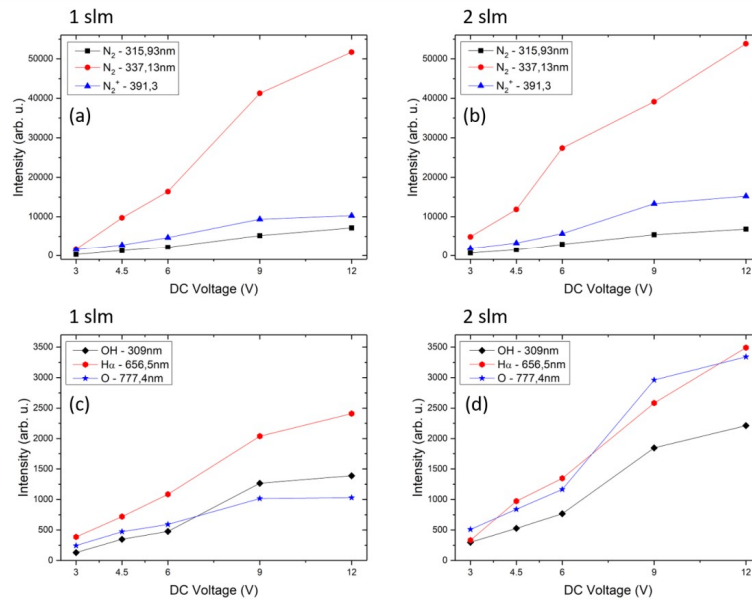 1 slm
N₂ - 315,93nm
N₂ - 337,13nm
N₂⁺ - 391,3
(a)
Intensity (arb. u.)
50000
40000
30000
20000
10000
0
3
4.5
6
9
12
DC Voltage (V)
2 slm
N₂ - 315,93nm
N₂ - 337,13nm
N₂⁺ - 391,3
(b)
Intensity (arb. u.)
50000
40000
30000
20000
10000
0
3
4.5
6
9
12
DC Voltage (V)
1 slm
OH - 309nm
Hα - 656,5nm
O - 777,4nm
(c)
Intensity (arb. u.)
3500
3000
2500
2000
1500
1000
500
0
3
4.5
6
9
12
DC Voltage (V)
2 slm
OH - 309nm
Hα - 656,5nm
O - 777,4nm
(d)
Intensity (arb. u.)
3500
3000
2500
2000
1500
1000
500
0
3
4.5
6
9
12
DC Voltage (V)